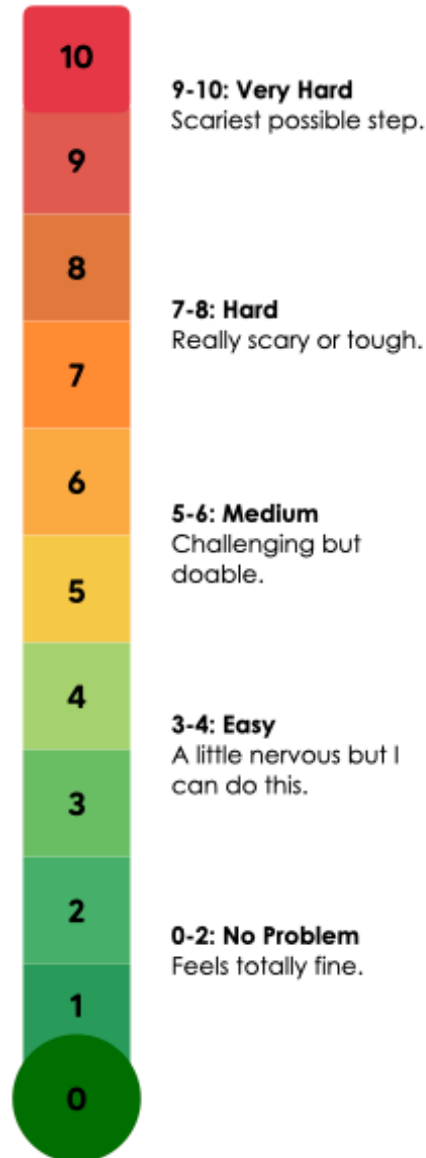 10
9-10: Very Hard
Scariest possible step.
9
8
7-8: Hard
Really scary or tough.
7
6
5-6: Medium
Challenging but
doable.
5
4
3-4: Easy
A little nervous but I
can do this.
3
2
0-2: No Problem
Feels totally fine.
1
0